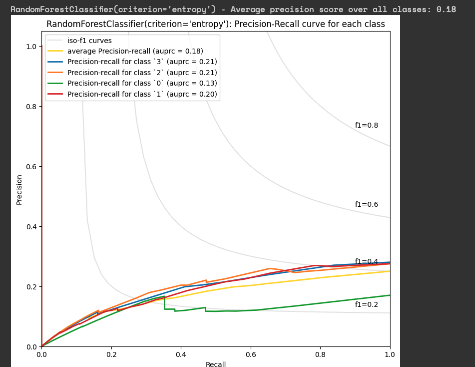 RandomForestClassifier(criterion='entropy') - Average precision score over all classes: 0.18
RandomForestClassifier(criterion='entropy'): Precision-Recall curve for each class
iso-f1 curves
average Precision-recall (auprc = 0.18)
Precision-recall for class `3` (auprc = 0.21)
Precision-recall for class `2` (auprc = 0.21)
Precision-recall for class `0` (auprc = 0.13)
Precision-recall for class `1` (auprc = 0.20)
1.0
0.8
0.6
0.4
0.2
0.0
Precision
f1=0.8
f1=0.6
f1=0.4
f1=0.2
0.0 0.2 0.4 0.6 0.8 1.0
Recall